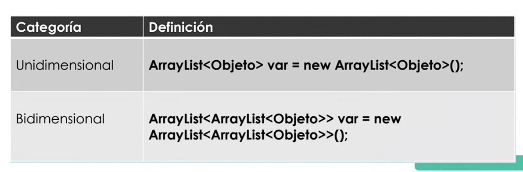 Categoría Definición
Unidimensional ArrayList<Objeto> var = new ArrayList<Objeto>();
Bidimensional ArrayList<ArrayList<Objeto>> var = new
ArrayList<ArrayList<Objeto>>();